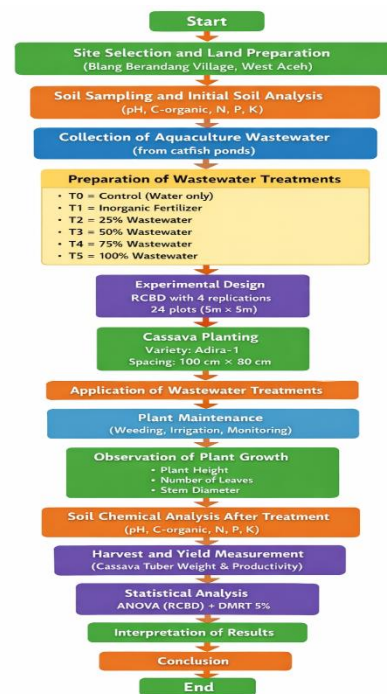 Start
Site Selection and Land Preparation
(Blang Berandang Village, West Aceh)
Soil Sampling and Initial Soil Analysis
(pH, C-organic, N, P, K)
Collection of Aquaculture Wastewater
(from catfish ponds)
Preparation of Wastewater Treatments
• T0 = Control (Water only)
• T1 = Inorganic Fertilizer
• T2 = 25% Wastewater
• T3 = 50% Wastewater
• T4 = 75% Wastewater
• T5 = 100% Wastewater
Experimental Design
RCBD with 4 replications
24 plots (5m × 5m)
Cassava Planting
Variety: Adira-1
Spacing: 100 cm × 80 cm
Application of Wastewater Treatments
Plant Maintenance
(Weeding, Irrigation, Monitoring)
Observation of Plant Growth
• Plant Height
• Number of Leaves
• Stem Diameter
Soil Chemical Analysis After Treatment
(pH, C-organic, N, P, K)
Harvest and Yield Measurement
(Cassava Tuber Weight & Productivity)
Statistical Analysis
ANOVA (RCBD) + DMRT 5%
Interpretation of Results
Conclusion
End